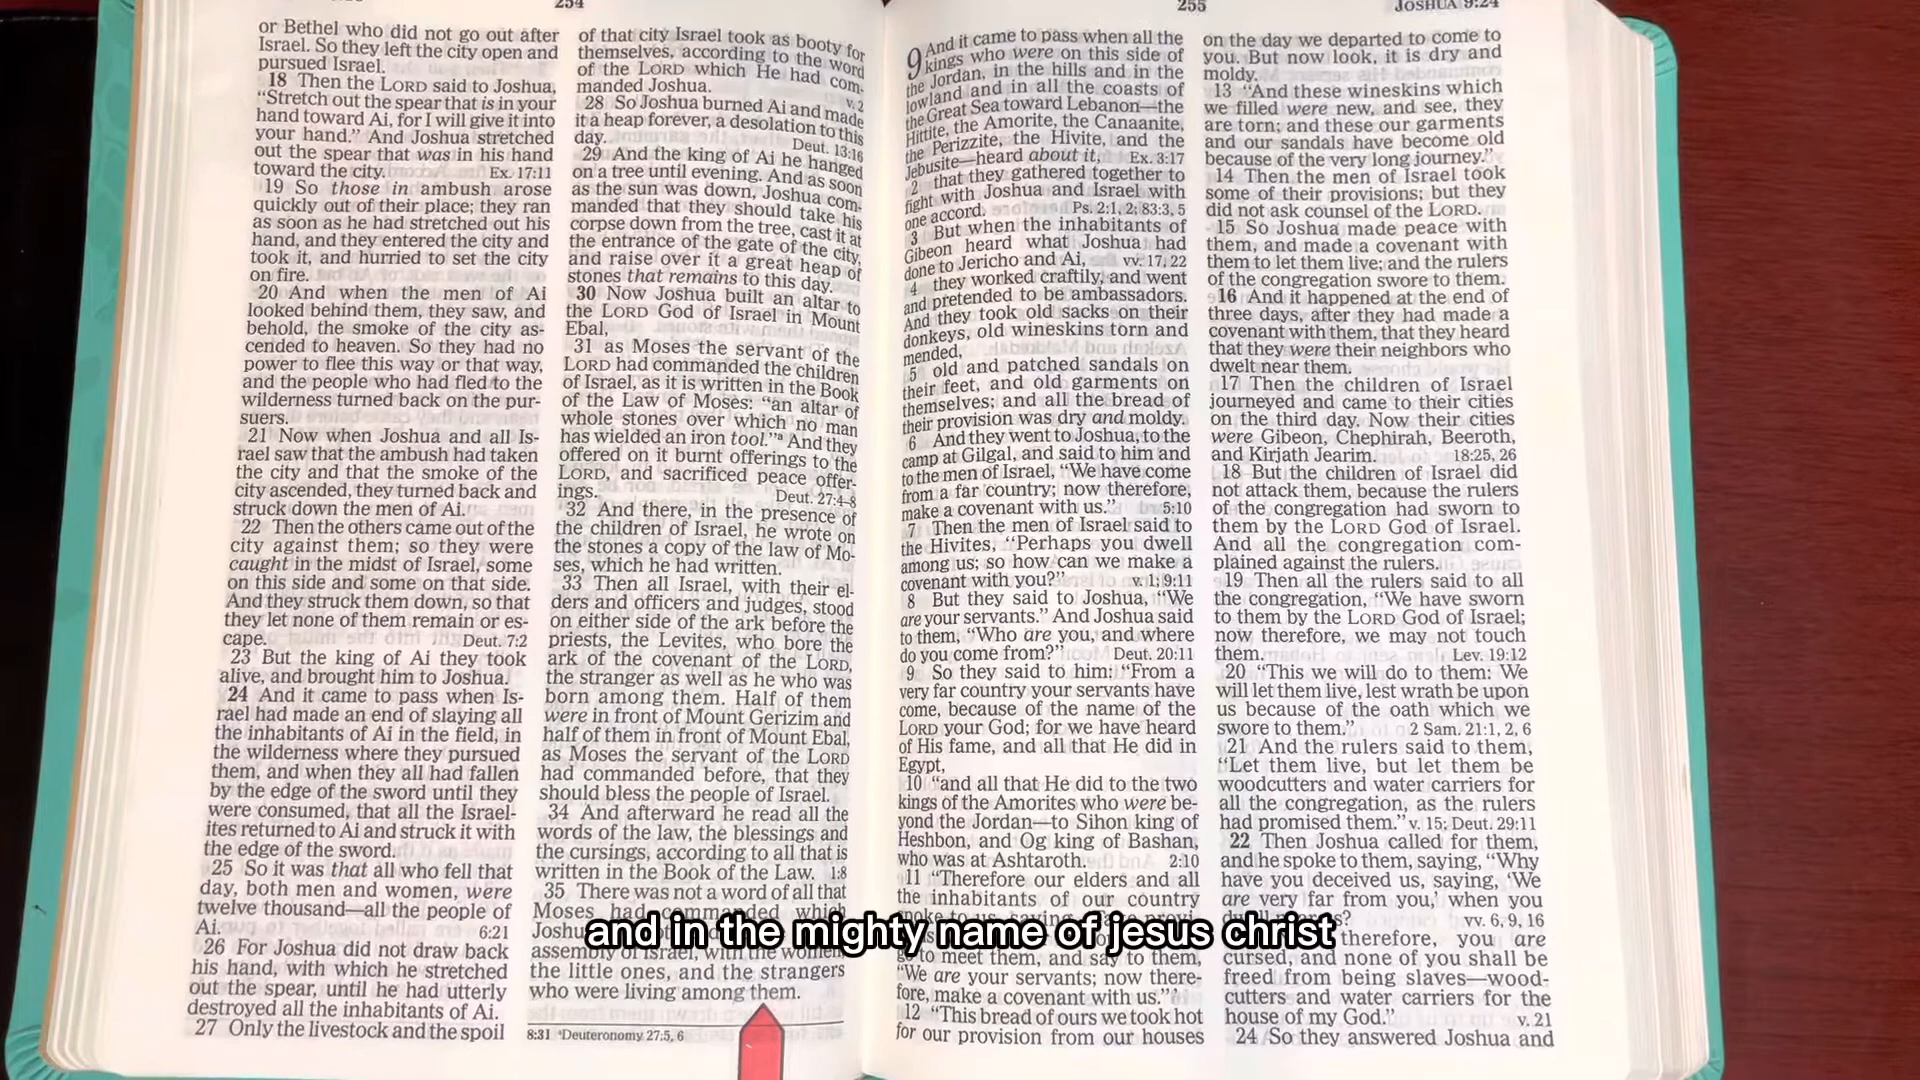 254
or Bethel who did not go out after
Israel. So they left the city open and
pursued Israel.
18 Then the LORD said to Joshua,
“Stretch out the spear that is in your
hand toward Ai, for I will give it into
your hand.” And Joshua stretched
out the spear that was in his hand
toward the city. Ex. 17:11
19 So those in ambush arose
quickly out of their place; they ran
as soon as he had stretched out his
hand, and they entered the city and
took it, and hurried to set the city
on fire.
20 And when the men of Ai
looked behind them, they saw, and
behold, the smoke of the city as-
cended to heaven. So they had no
power to flee this way or that way,
and the people who had fled to the
wilderness turned back on the pur-
suers.
21 Now when Joshua and all Is-
rael saw that the ambush had taken
the city and that the smoke of the
city ascended, they turned back and
struck down the men of Ai.
22 Then the others came out of the
city against them; so they were
caught in the midst of Israel, some
on this side and some on that side.
And they struck them down, so that
they let none of them remain or es-
cape. Deut. 7:2
23 But the king of Ai they took
alive, and brought him to Joshua.
24 And it came to pass when Is-
rael had made an end of slaying all
the inhabitants of Ai in the field, in
the wilderness where they pursued
them, and when they all had fallen
by the edge of the sword until they
were consumed, that all the Israel-
ites returned to Ai and struck it with
the edge of the sword.
25 So it was that all who fell that
day, both men and women, were
twelve thousand—all the people of
Ai. 6:21
26 For Joshua did not draw back
his hand, with which he stretched
out the spear, until he had utterly
destroyed all the inhabitants of Ai.
27 Only the livestock and the spoil
of that city Israel took as booty for
themselves, according to the word
of the LORD which He had com-
manded Joshua. v. 2
28 So Joshua burned Ai and made
it a heap forever, a desolation to this
day. Deut. 13:16
29 And the king of Ai he hanged
on a tree until evening. And as soon
as the sun was down, Joshua com-
manded that they should take his
corpse down from the tree, cast it at
the entrance of the gate of the city,
and raise over it a great heap of
stones that remains to this day.
30 Now Joshua built an altar to
the LORD God of Israel in Mount
Ebal,
31 as Moses the servant of the
LORD had commanded the children
of Israel, as it is written in the Book
of the Law of Moses: “an altar of
whole stones over which no man
has wielded an iron tool.”ᵃ And they
offered on it burnt offerings to the
LORD, and sacrificed peace offer-
ings. Deut. 27:4–8
32 And there, in the presence of
the children of Israel, he wrote on
the stones a copy of the law of Mo-
ses, which he had written.
33 Then all Israel, with their el-
ders and officers and judges, stood
on either side of the ark before the
priests, the Levites, who bore the
ark of the covenant of the LORD,
the stranger as well as he who was
born among them. Half of them
were in front of Mount Gerizim and
half of them in front of Mount Ebal,
as Moses the servant of the LORD
had commanded before, that they
should bless the people of Israel.
34 And afterward he read all the
words of the law, the blessings and
the cursings, according to all that is
written in the Book of the Law. 1:8
35 There was not a word of all that
Moses had commanded which
assembly of Israel, with the women,
the little ones, and the strangers
who were living among them.
8:31 ᵃDeuteronomy 27:5, 6
255
JOSHUA 9:24
9 And it came to pass when all the
kings who were on this side of
the Jordan, in the hills and in the
lowland and in all the coasts of
the Great Sea toward Lebanon—the
Hittite, the Amorite, the Canaanite,
the Perizzite, the Hivite, and the
Jebusite—heard about it, Ex. 3:17
2 that they gathered together to
fight with Joshua and Israel with
one accord. Ps. 2:1, 2; 83:3, 5
3 But when the inhabitants of
Gibeon heard what Joshua had
done to Jericho and Ai, vv. 17, 22
4 they worked craftily, and went
and pretended to be ambassadors.
And they took old sacks on their
donkeys, old wineskins torn and
mended,
5 old and patched sandals on
their feet, and old garments on
themselves; and all the bread of
their provision was dry and moldy.
6 And they went to Joshua, to the
camp at Gilgal, and said to him and
to the men of Israel, “We have come
from a far country; now therefore,
make a covenant with us.” 5:10
7 Then the men of Israel said to
the Hivites, “Perhaps you dwell
among us; so how can we make a
covenant with you?” v. 1; 9:11
8 But they said to Joshua, “We
are your servants.” And Joshua said
to them, “Who are you, and where
do you come from?” Deut. 20:11
9 So they said to him: “From a
very far country your servants have
come, because of the name of the
LORD your God; for we have heard
of His fame, and all that He did in
Egypt,
10 “and all that He did to the two
kings of the Amorites who were be-
yond the Jordan—to Sihon king of
Heshbon, and Og king of Bashan,
who was at Ashtaroth. 2:10
11 “Therefore our elders and all
the inhabitants of our country
to meet them, and say to them,
“We are your servants; now there-
fore, make a covenant with us.”’
12 “This bread of ours we took hot
for our provision from our houses
on the day we departed to come to
you. But now look, it is dry and
moldy.
13 “And these wineskins which
we filled were new, and see, they
are torn; and these our garments
and our sandals have become old
because of the very long journey.”
14 Then the men of Israel took
some of their provisions; but they
did not ask counsel of the LORD.
15 So Joshua made peace with
them, and made a covenant with
them to let them live; and the rulers
of the congregation swore to them.
16 And it happened at the end of
three days, after they had made a
covenant with them, that they heard
that they were their neighbors who
dwelt near them.
17 Then the children of Israel
journeyed and came to their cities
on the third day. Now their cities
were Gibeon, Chephirah, Beeroth,
and Kirjath Jearim. 18:25, 26
18 But the children of Israel did
not attack them, because the rulers
of the congregation had sworn to
them by the LORD God of Israel.
And all the congregation com-
plained against the rulers.
19 Then all the rulers said to all
the congregation, “We have sworn
to them by the LORD God of Israel;
now therefore, we may not touch
them. Lev. 19:12
20 “This we will do to them: We
will let them live, lest wrath be upon
us because of the oath which we
swore to them.” 2 Sam. 21:1, 2, 6
21 And the rulers said to them,
“Let them live, but let them be
woodcutters and water carriers for
all the congregation, as the rulers
had promised them.” v. 15; Deut. 29:11
22 Then Joshua called for them,
and he spoke to them, saying, “Why
have you deceived us, saying, ‘We
are very far from you,’ when you
vv. 6, 9, 16
therefore, you are
cursed, and none of you shall be
freed from being slaves—wood-
cutters and water carriers for the
house of my God.” v. 21
24 So they answered Joshua and
and in the mighty name of jesus christ